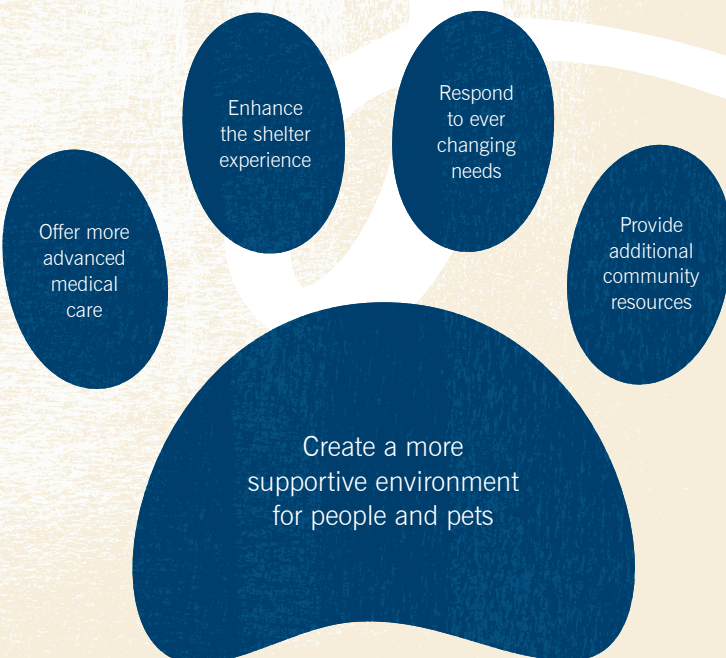 Enhance
the shelter
experience
Respond
to ever
changing
needs
Offer more
advanced
medical
care
Provide
additional
community
resources
Create a more
supportive environment
for people and pets